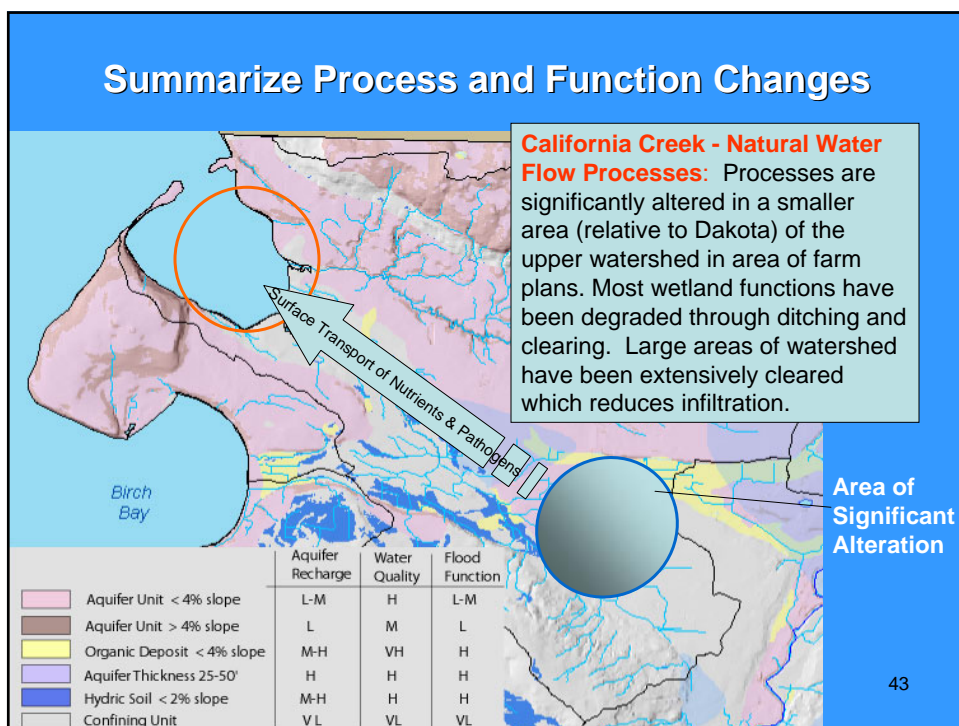 Summarize Process and Function Changes
California Creek - Natural Water
Flow Processes: Processes are
significantly altered in a smaller
area (relative to Dakota) of the
upper watershed in area of farm
plans. Most wetland functions have
been degraded through ditching and
clearing. Large areas of watershed
have been extensively cleared
which reduces infiltration.
Surface Transport of Nutrients & Pathogens
Birch
Bay
Area of
Significant
Alteration
Aquifer Water Flood
Recharge Quality Function
Aquifer Unit < 4% slope L-M H L-M
Aquifer Unit > 4% slope L M L
Organic Deposit < 4% slope M-H VH H
Aquifer Thickness 25-50' H H H
Hydric Soil < 2% slope M-H H H
Confining Unit VL VL VL
43